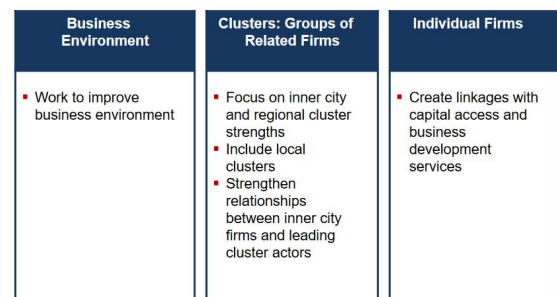 Business
Environment
▪ Work to improve
business environment
Clusters: Groups of
Related Firms
▪ Focus on inner city
and regional cluster
strengths
▪ Include local
clusters
▪ Strengthen
relationships
between inner city
firms and leading
cluster actors
Individual Firms
▪ Create linkages with
capital access and
business
development
services